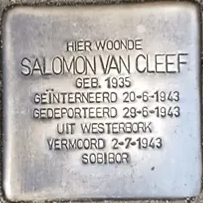 HIER WOONDE
SALOMON VAN CLEEF
GEB. 1935
GEÏNTERNEERD 20-6-1943
GEDEPORTEERD 29-6-1943
UIT WESTERBORK
VERMOORD 2-7-1943
SOBIBOR